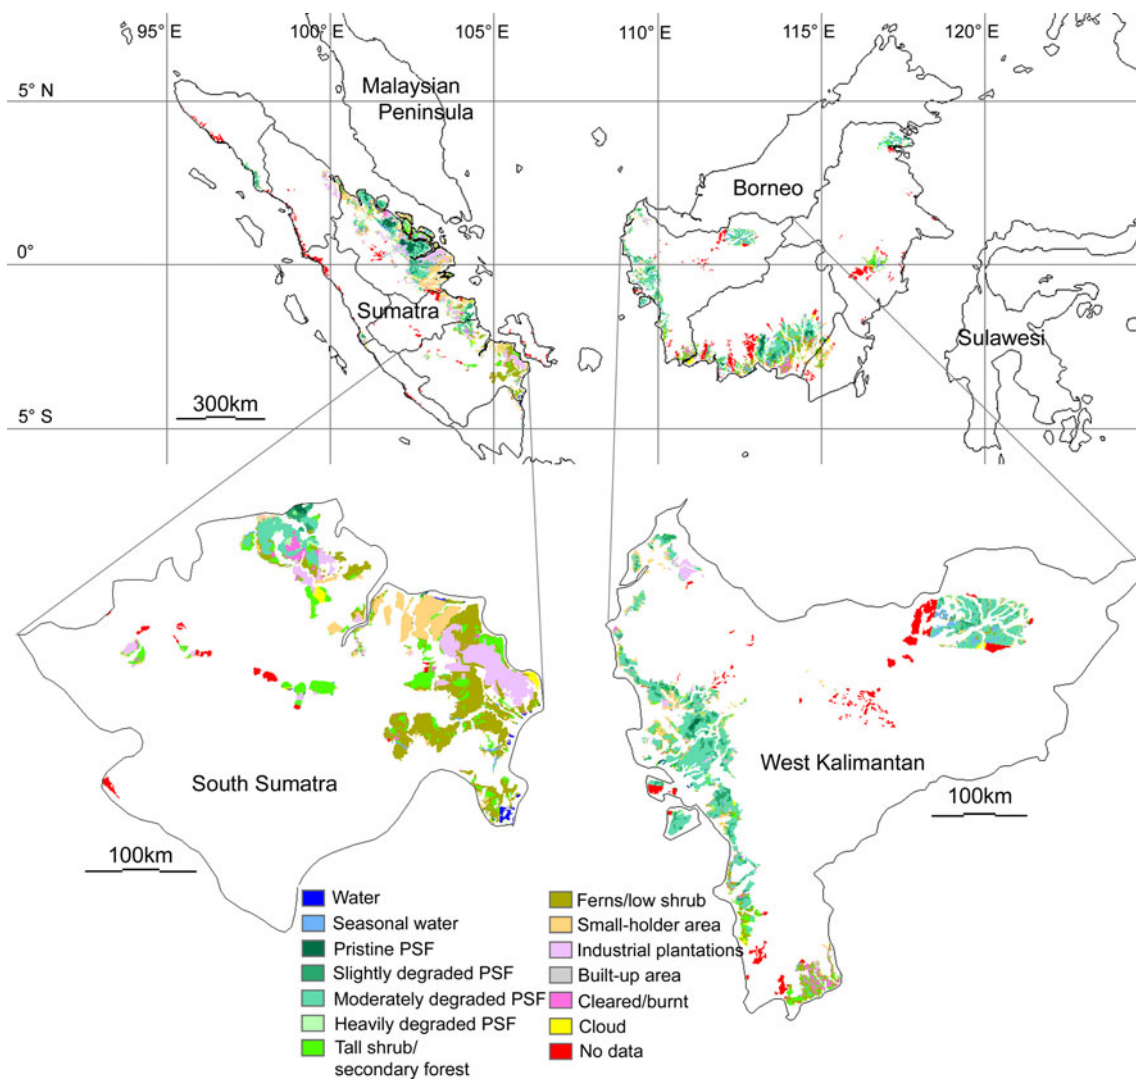 95° E
100° E
105° E
110° E
115° E
120° E
Malaysian
Peninsula
5° N
Borneo
0°
Sumatra
Sulawesi
300km
5° S
South Sumatra
West Kalimantan
100km
100km
Water
Seasonal water
Pristine PSF
Slightly degraded PSF
Moderately degraded PSF
Heavily degraded PSF
Tall shrub/
secondary forest
Ferns/low shrub
Small-holder area
Industrial plantations
Built-up area
Cleared/burnt
Cloud
No data